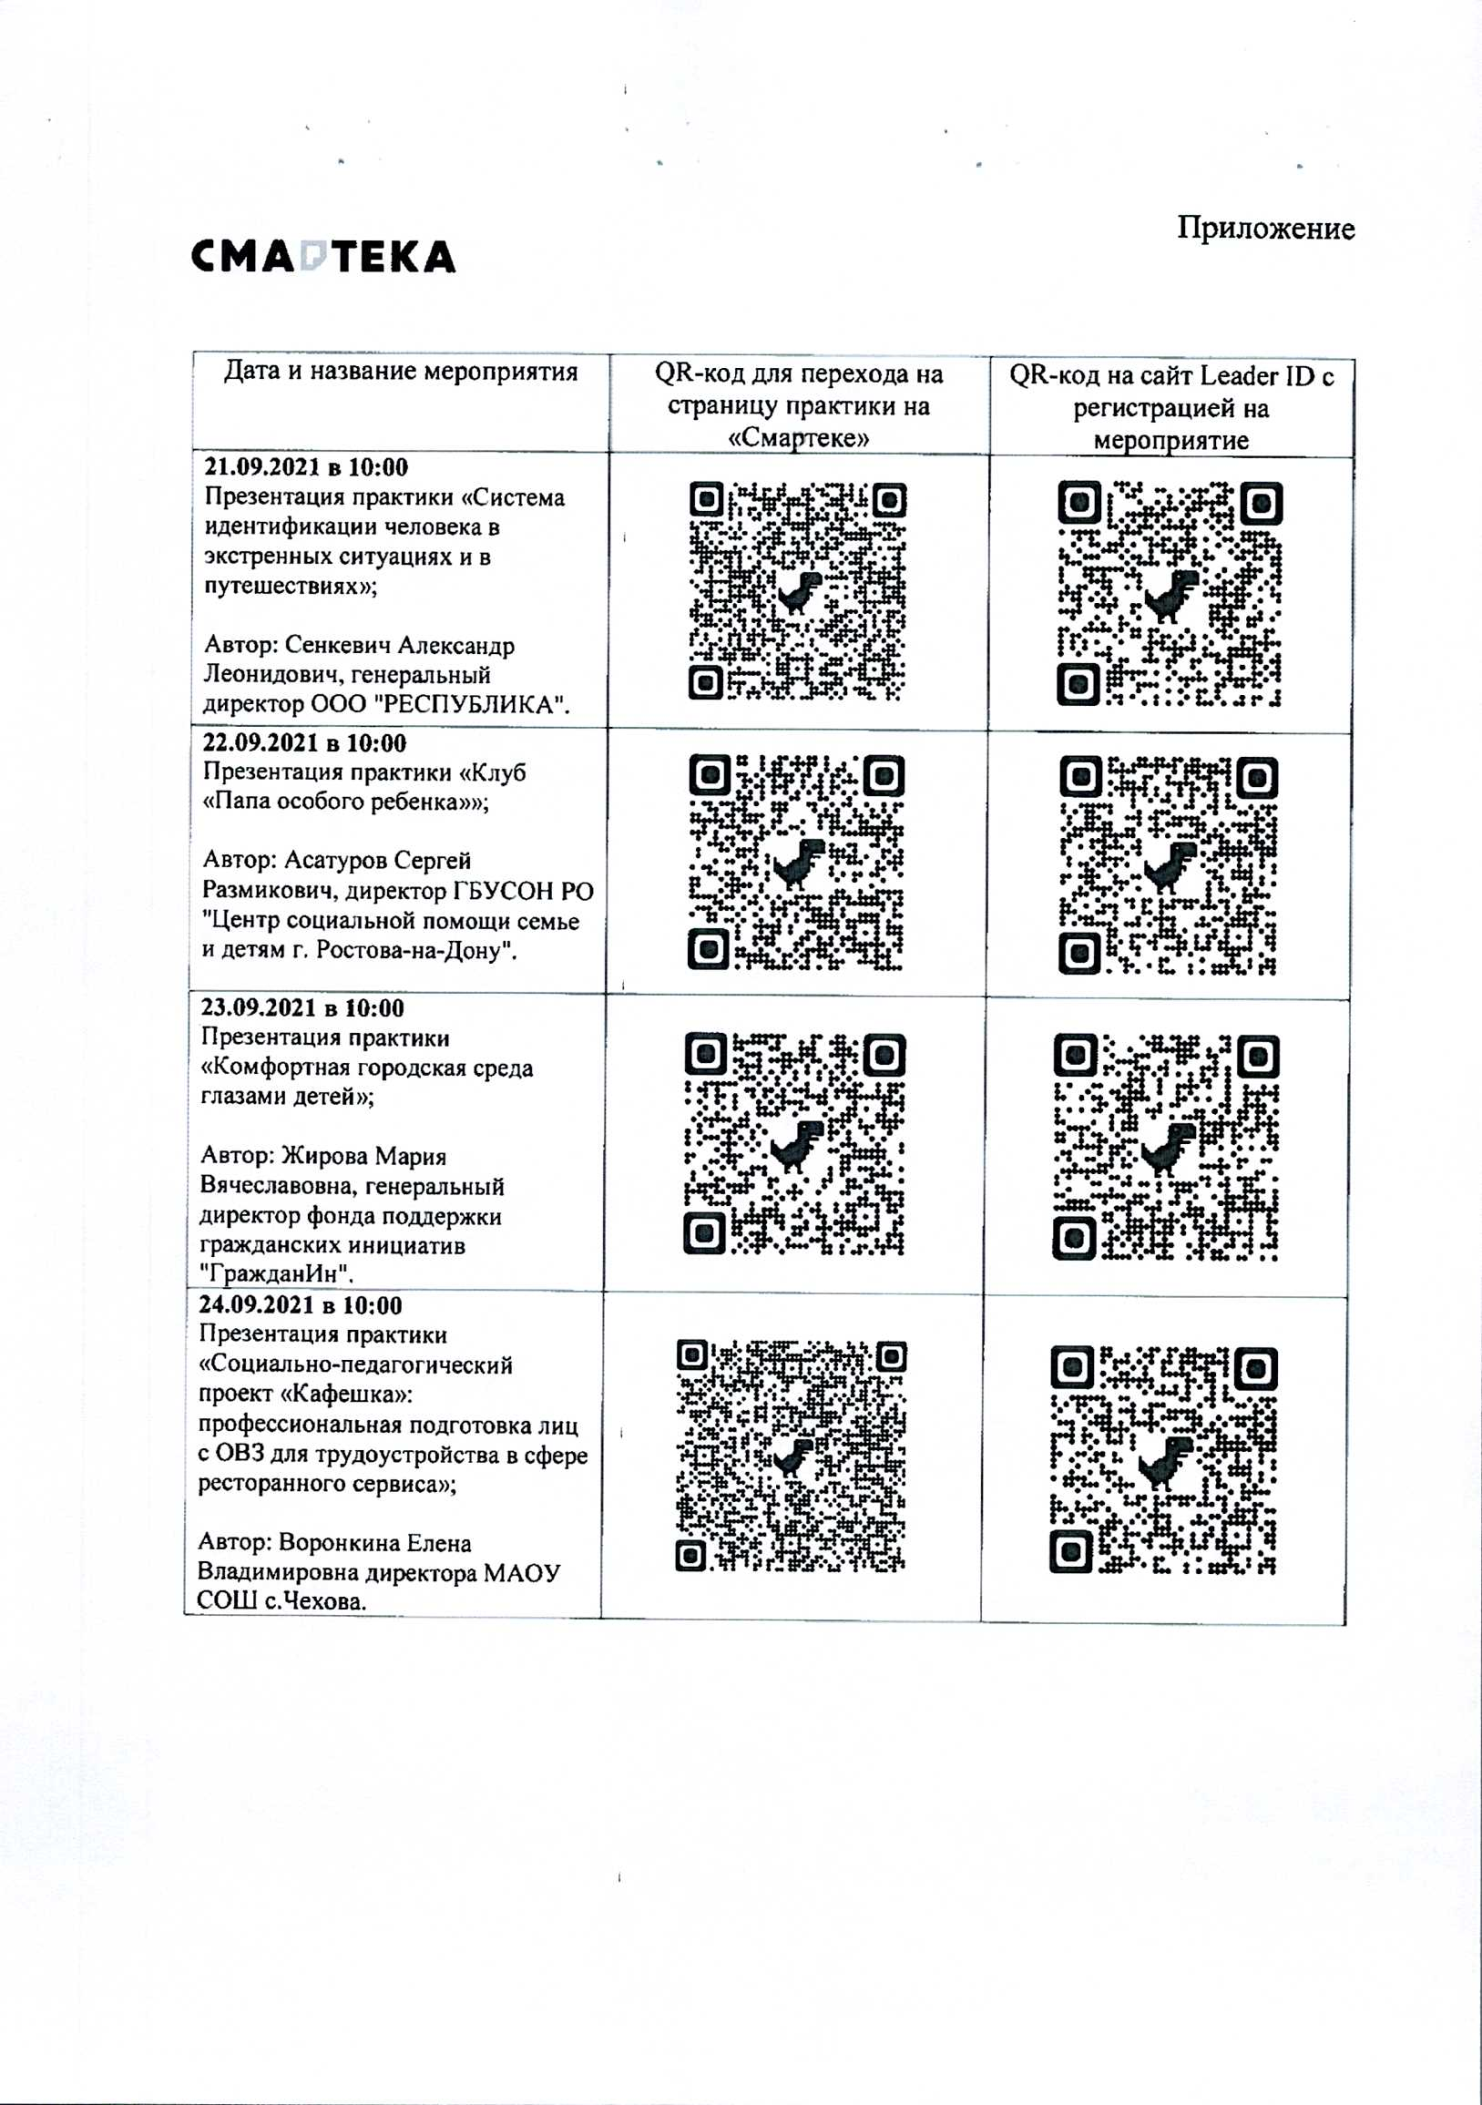 Приложение
СМАРТЕКА
Дата и название мероприятия
QR-код для перехода на
страницу практики на
«Смартеке»
QR-код на сайт Leader ID с
регистрацией на
мероприятие
21.09.2021 в 10:00
Презентация практики «Система
идентификации человека в
экстренных ситуациях и в
путешествиях»;
Автор: Сенкевич Александр
Леонидович, генеральный
директор ООО "РЕСПУБЛИКА".
22.09.2021 в 10:00
Презентация практики «Клуб
«Папа особого ребенка»»;
Автор: Асатуров Сергей
Размикович, директор ГБУСОН РО
"Центр социальной помощи семье
и детям г. Ростова-на-Дону".
23.09.2021 в 10:00
Презентация практики
«Комфортная городская среда
глазами детей»;
Автор: Жирова Мария
Вячеславовна, генеральный
директор фонда поддержки
гражданских инициатив
"ГражданИн".
24.09.2021 в 10:00
Презентация практики
«Социально-педагогический
проект «Кафешка»:
профессиональная подготовка лиц
с ОВЗ для трудоустройства в сфере
ресторанного сервиса»;
Автор: Воронкина Елена
Владимировна директора МАОУ
СОШ с.Чехова.